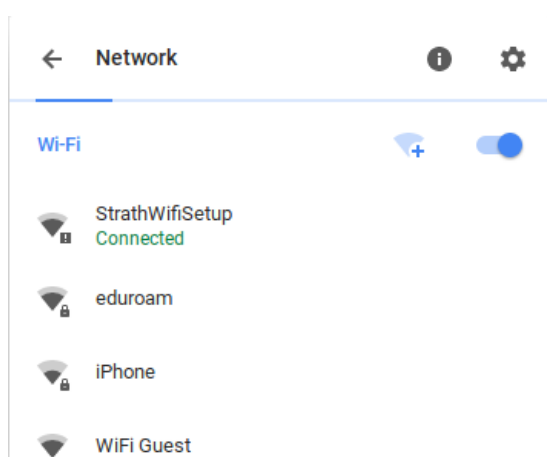 Network
Wi-Fi
StrathWifiSetup
Connected
eduroam
iPhone
WiFi Guest